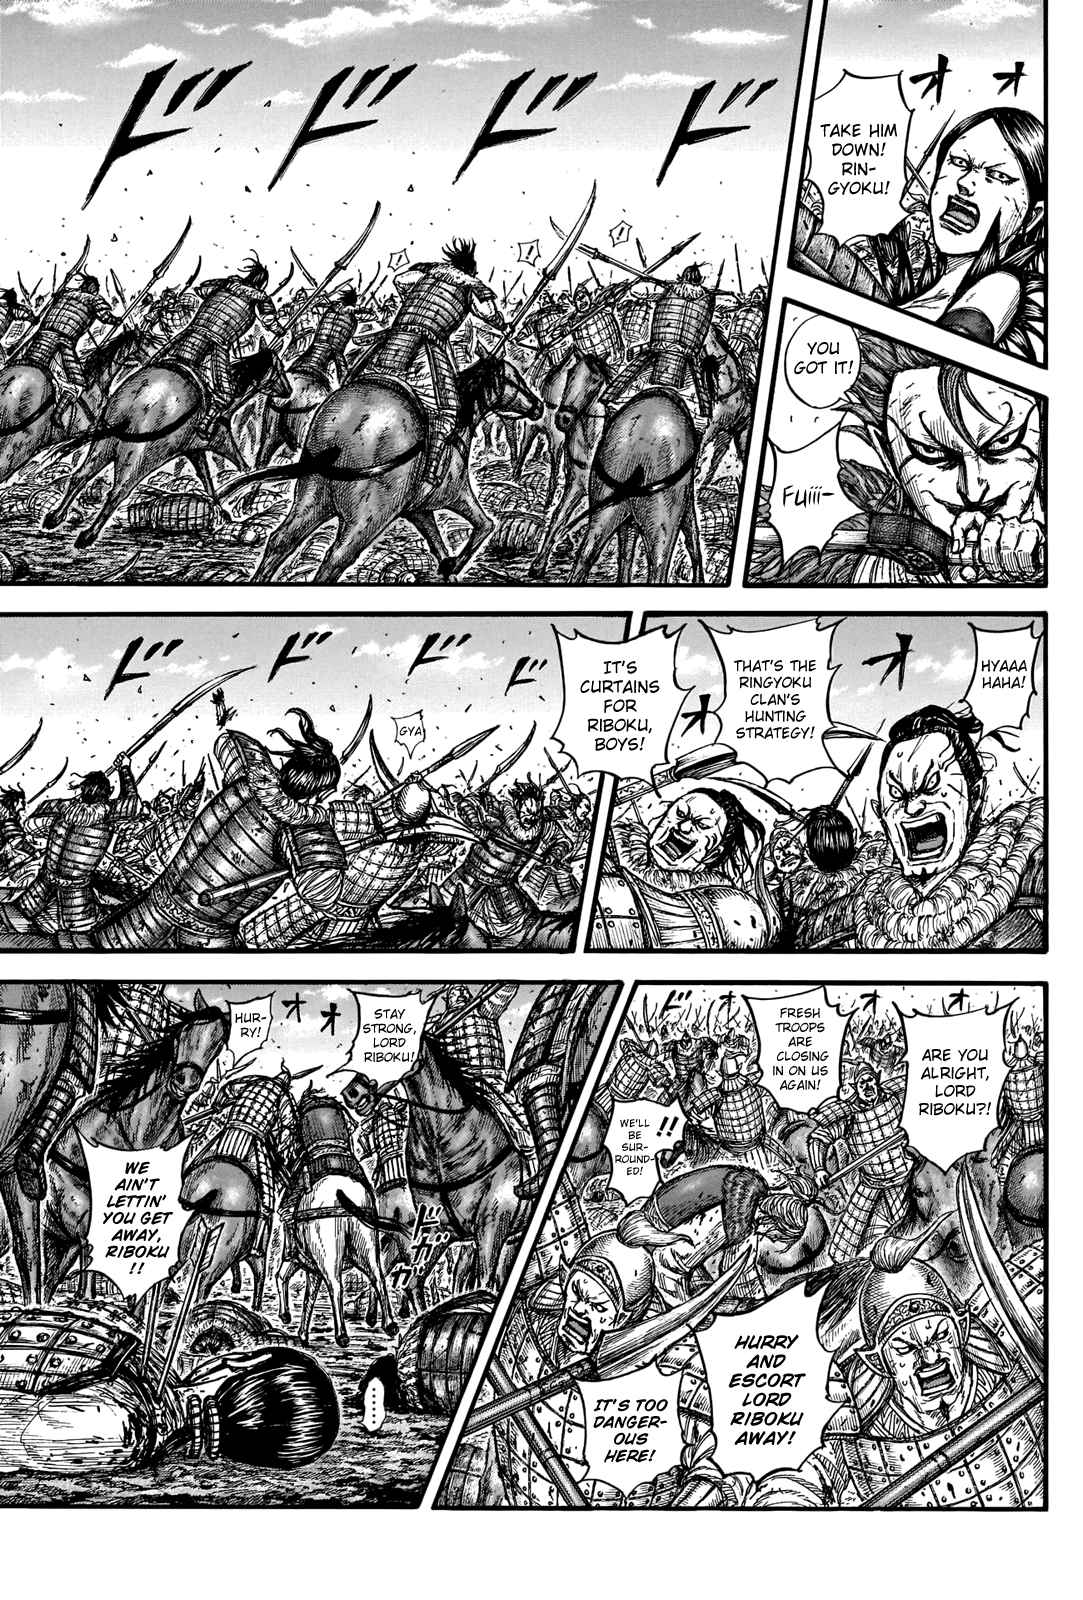 オ オ
TAKE HIM
DOWN!
RIN-
GYOKU!
YOU
GOT IT!
Fuiii-
ド ド ド ド
!
!
!
HYAAA
HAHA!
オ
THAT'S THE
RINGYOKU
CLAN'S
HUNTING
STRATEGY!
オ
IT'S
CURTAINS
FOR
RIBOKU,
BOYS!
ド ド ド ド
GYA
ARE YOU
ALRIGHT,
LORD
RIBOKU?!
オ
FRESH
TROOPS
ARE
CLOSING
IN ON US
AGAIN!
ド
WE'LL
BE
SUR-
ROUND-
ED!
!!
HURRY
AND
ESCORT
LORD
RIBOKU
AWAY!
IT'S TOO
DANGER-
OUS
HERE!
STAY
STRONG,
LORD
RIBOKU!
オ オ
HUR-
RY!
ドガガ
WE
AIN'T
LETTIN'
YOU GET
AWAY,
RIBOKU
!!